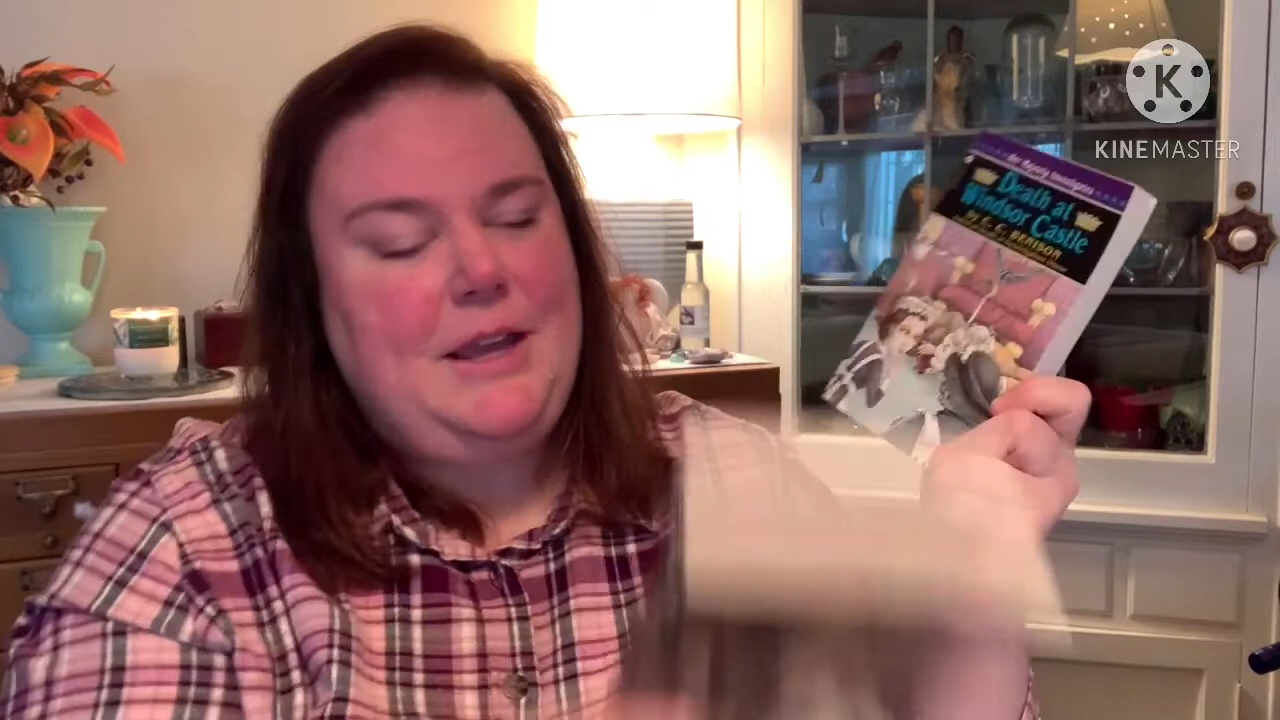 K
KINEMASTER
Her Majesty Investigates
Death at
Windsor Castle
by C. C. BENISON